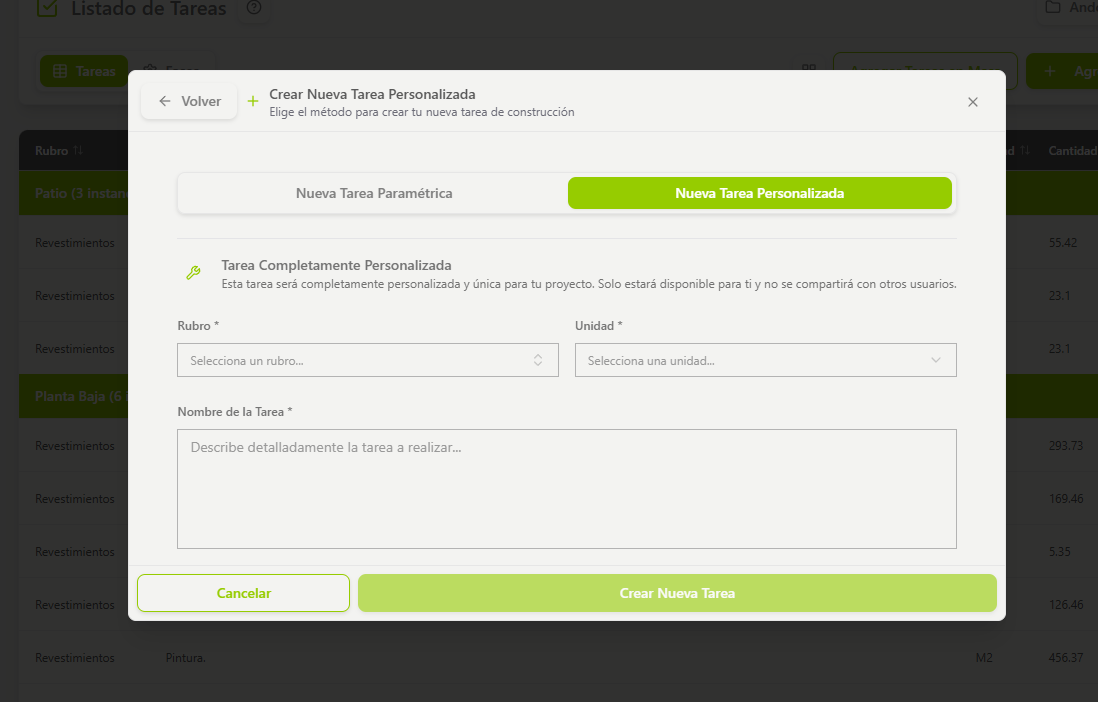 Listado de Tareas
Tareas
Volver
Crear Nueva Tarea Personalizada
Elige el método para crear tu nueva tarea de construcción
Rubro
Cantidad
Nueva Tarea Paramétrica
Nueva Tarea Personalizada
Patio (3
Revestimientos
55.42
Tarea Completamente Personalizada
Esta tarea será completamente personalizada y única para tu proyecto. Solo estará disponible para ti y no se compartirá con otros usuarios.
Revestimientos
23.1
Rubro *
Unidad *
Revestimientos
23.1
Selecciona un rubro...
Selecciona una unidad...
Planta Baja (6
Nombre de la Tarea *
Describe detalladamente la tarea a realizar...
Revestimientos
293.73
Revestimientos
169.46
Revestimientos
5.35
Cancelar
Crear Nueva Tarea
Revestimientos
126.46
Revestimientos
Pintura.
M2
456.37